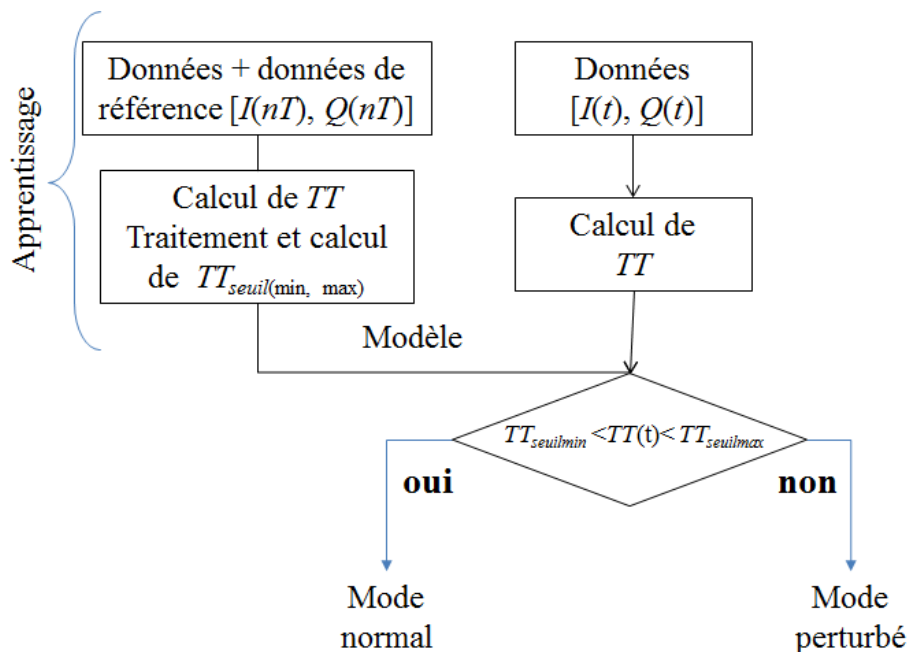 Apprentissage
Données + données de
référence [I(nT), Q(nT)]
Calcul de TT
Traitement et calcul
de TTseuil(min, max)
Données
[I(t), Q(t)]
Calcul de
TT
Modèle
TTseuilmin <TT(t)< TTseuilmax
oui
non
Mode
normal
Mode
perturbé